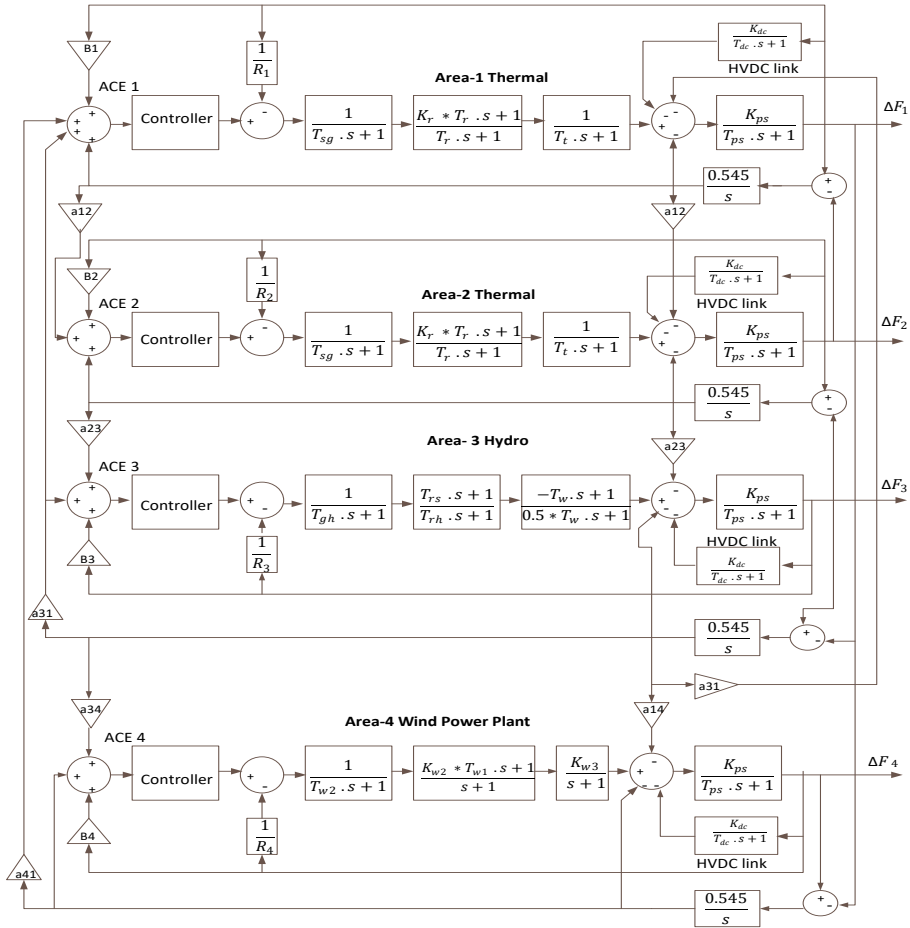 B1
ACE 1
+
+
+
+
Controller
1
R₁
+
-
Area-1 Thermal
1
T_sg . s + 1
K_r * T_r . s + 1
T_r . s + 1
1
T_t . s + 1
K_dc
T_dc . s + 1
HVDC link
-
-
+
-
K_ps
T_ps . s + 1
ΔF₁
0.545
s
+
-
a12
a12
B2
ACE 2
+
+
+
+
Controller
1
R₂
+
-
Area-2 Thermal
1
T_sg . s + 1
K_r * T_r . s + 1
T_r . s + 1
1
T_t . s + 1
K_dc
T_dc . s + 1
HVDC link
-
-
+
-
K_ps
T_ps . s + 1
ΔF₂
0.545
s
+
-
a23
a23
ACE 3
+
+
+
+
Controller
+
-
Area- 3 Hydro
1
T_gh . s + 1
T_rs . s + 1
T_rh . s + 1
-T_w . s + 1
0.5 * T_w . s + 1
+
-
-
-
K_ps
T_ps . s + 1
ΔF₃
HVDC link
K_dc
T_dc . s + 1
B3
1
R₃
a31
0.545
s
+
-
a31
a34
a14
Area-4 Wind Power Plant
ACE 4
+
+
+
+
Controller
+
-
1
T_w2 . s + 1
K_w2 * T_w1 . s + 1
s + 1
K_w3
s + 1
+
-
-
-
K_ps
T_ps . s + 1
ΔF₄
B4
1
R₄
K_dc
T_dc . s + 1
HVDC link
a41
0.545
s
+
-